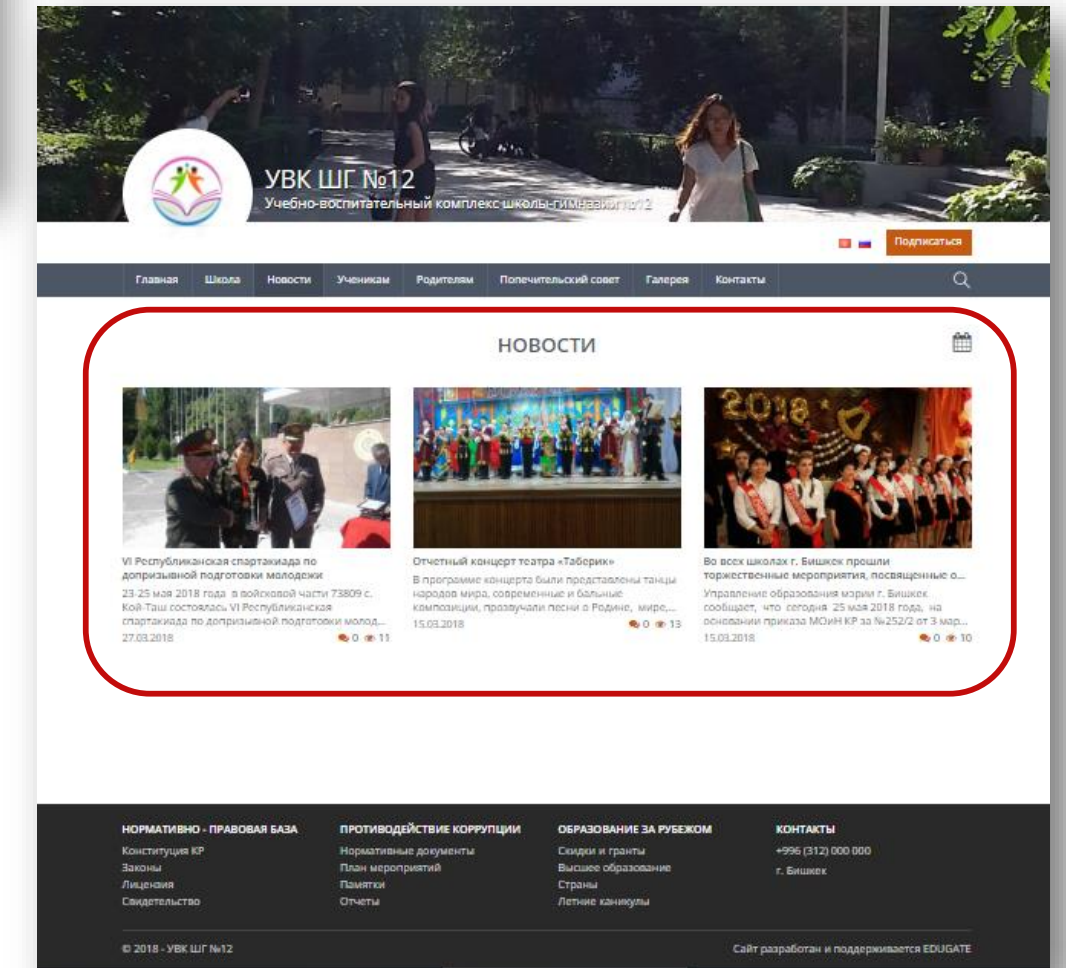 УВК ШГ №12
Учебно-воспитательный комплекс школы-гимназии №12
Подписаться
Главная Школа Новости Ученикам Родителям Попечительский совет Галерея Контакты
НОВОСТИ
2018
VI Республиканская спартакиада по
допризывной подготовки молодежи
23-25 мая 2018 года в войсковой части 73809 с.
Кой-Таш состоялась VI Республиканская
спартакиада по допризывной подготовки молод...
27.03.2018 0 11
Отчетный концерт театра «Таберик»
В программе концерта были представлены танцы
народов мира, современные и бальные
композиции, прозвучали песни о Родине, мире,...
15.03.2018 0 13
Во всех школах г. Бишкек прошли
торжественные мероприятия, посвященные о...
Управление образования мэрии г. Бишкек
сообщает, что сегодня 25 мая 2018 года, на
основании приказа МОиН КР за №252/2 от 3 мар...
15.03.2018 0 10
НОРМАТИВНО - ПРАВОВАЯ БАЗА
Конституция КР
Законы
Лицензия
Свидетельство
ПРОТИВОДЕЙСТВИЕ КОРРУПЦИИ
Нормативные документы
План мероприятий
Памятки
Отчеты
ОБРАЗОВАНИЕ ЗА РУБЕЖОМ
Скидки и гранты
Высшее образование
Страны
Летние каникулы
КОНТАКТЫ
+996 (312) 000 000
г. Бишкек
© 2018 - УВК ШГ №12
Сайт разработан и поддерживается EDUGATE